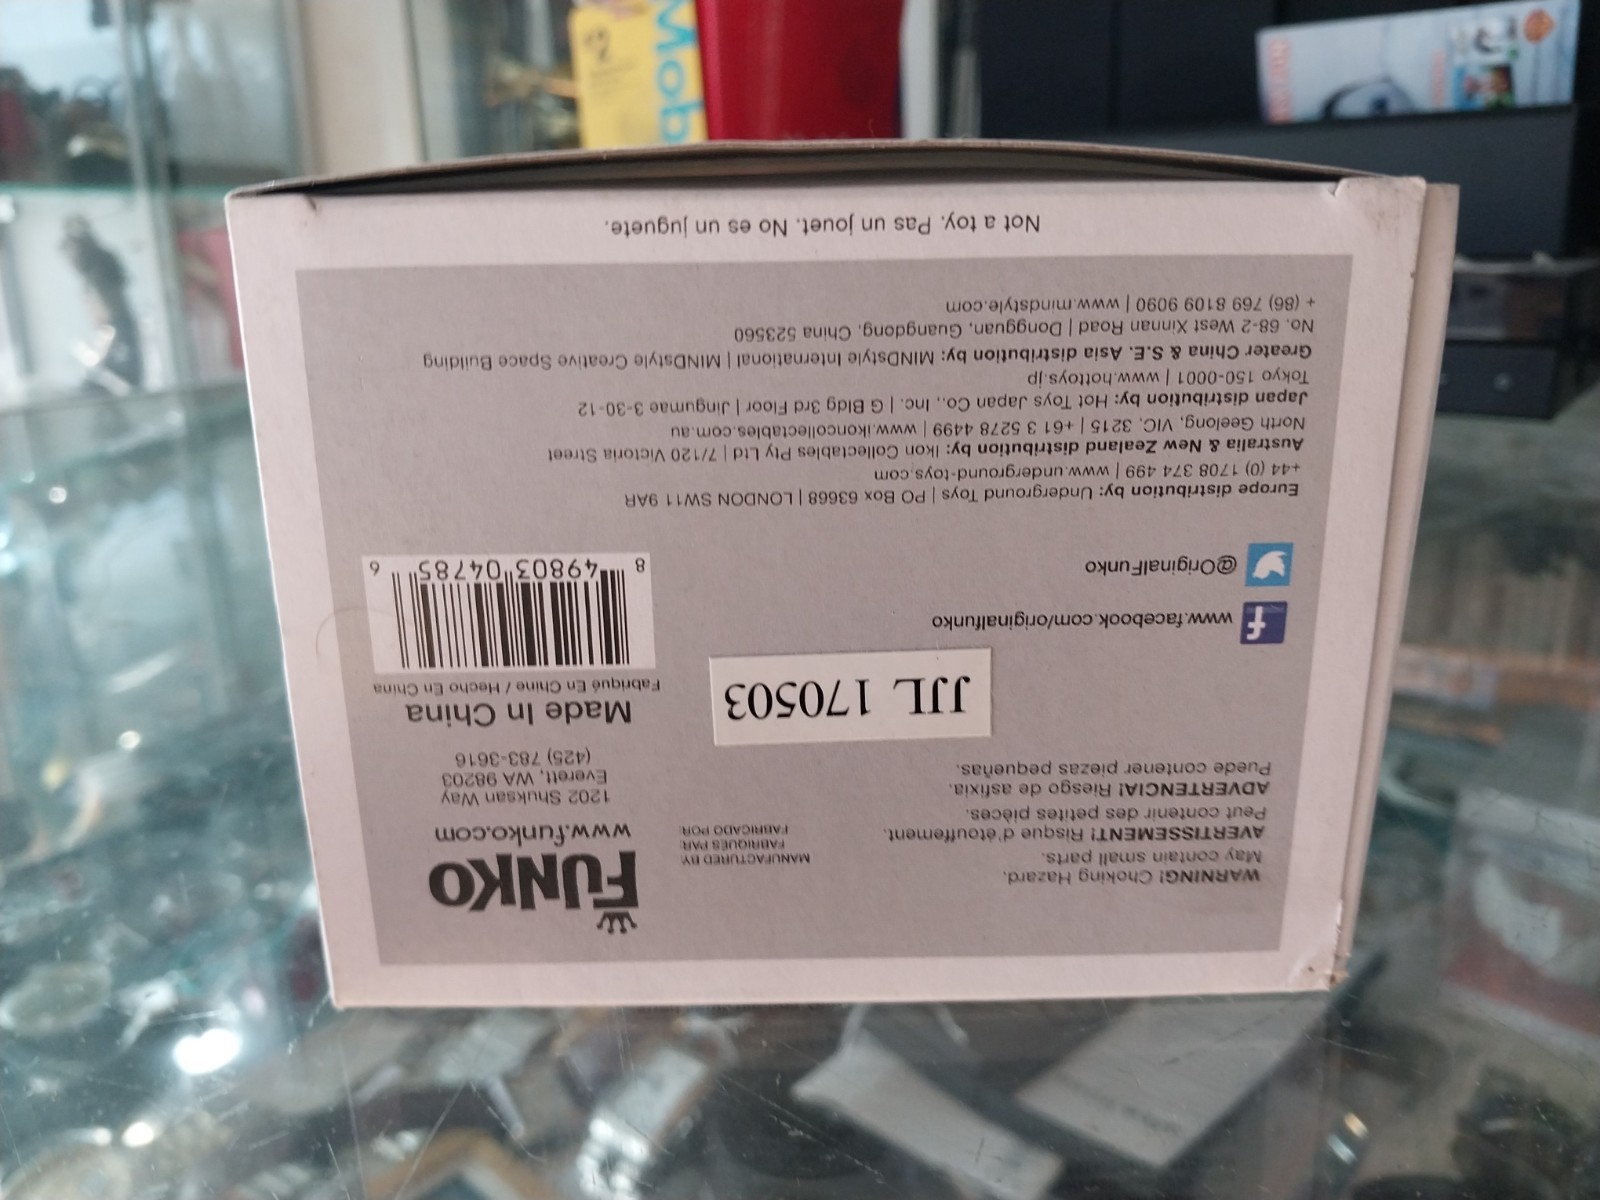 FUNKO
www.funko.com
1202 Shuksan Way
Everett, WA 98203
(425) 783-3616
Made In China
Fabriqué En Chine / Hecho En China
8 49803 04785 6
MANUFACTURED BY:
FABRIQUÉS PAR:
FABRICADO POR:
WARNING! Choking Hazard.
May contain small parts.
AVERTISSEMENT! Risque d'étouffement.
Peut contenir des petites pièces.
ADVERTENCIA! Riesgo de asfixia.
Puede contener piezas pequeñas.
JJL 170503
www.facebook.com/originalfunko
@OriginalFunko
Europe distribution by: Underground Toys | PO Box 63668 | LONDON SW11 9AR
+44 (0) 1708 374 499 | www.underground-toys.com
Australia & New Zealand distribution by: Ikon Collectables Pty Ltd | 7/120 Victoria Street
North Geelong, VIC. 3215 | +61 3 5278 4499 | www.ikoncollectables.com.au
Japan distribution by: Hot Toys Japan Co., Inc. | G Bldg 3rd Floor | Jingumae 3-30-12
Tokyo 150-0001 | www.hottoys.jp
Greater China & S.E. Asia distribution by: MINDstyle International | MINDstyle Creative Space Building
No. 68-2 West Xinnan Road | Dongguan, Guangdong, China 523560
+ (86) 769 8109 9090 | www.mindstyle.com
Not a toy. Pas un jouet. No es un juguete.
Mob